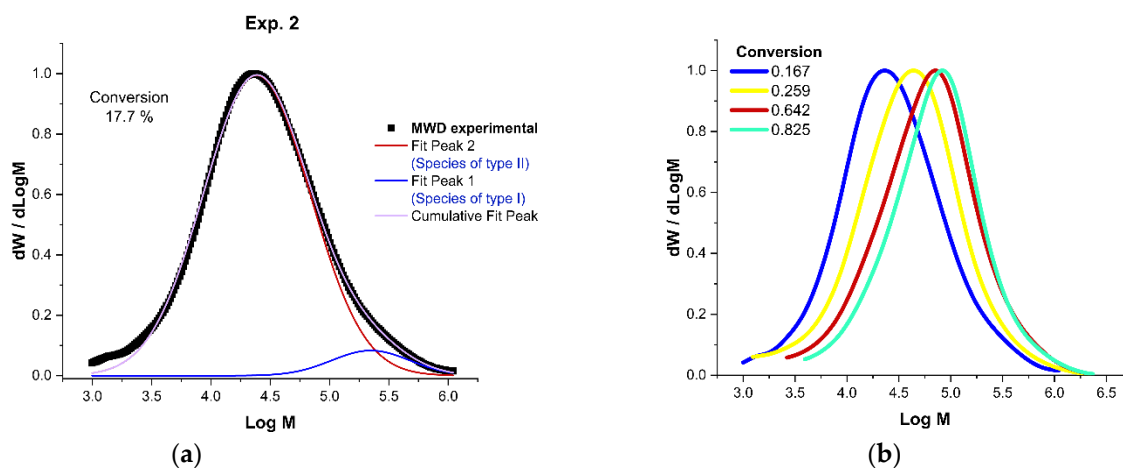 Exp. 2
Conversion
17.7 %
MWD experimental
Fit Peak 2
(Species of type II)
Fit Peak 1
(Species of type I)
Cumulative Fit Peak
dW / dLogM
1.0
0.8
0.6
0.4
0.2
0.0
3.0 3.5 4.0 4.5 5.0 5.5 6.0
Log M
(a)
Conversion
0.167
0.259
0.642
0.825
dW / dLogM
1.0
0.8
0.6
0.4
0.2
0.0
3.0 3.5 4.0 4.5 5.0 5.5 6.0 6.5
Log M
(b)